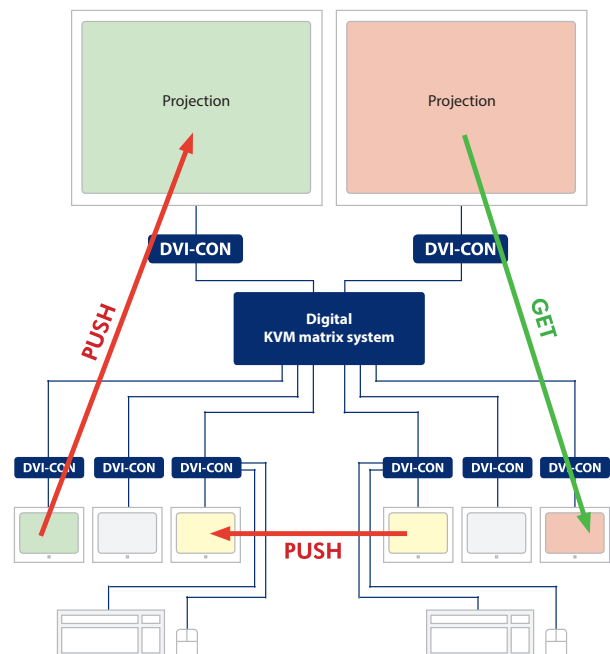 Projection
Projection
DVI-CON
DVI-CON
PUSH
GET
Digital
KVM matrix system
DVI-CON
DVI-CON
DVI-CON
DVI-CON
DVI-CON
DVI-CON
PUSH